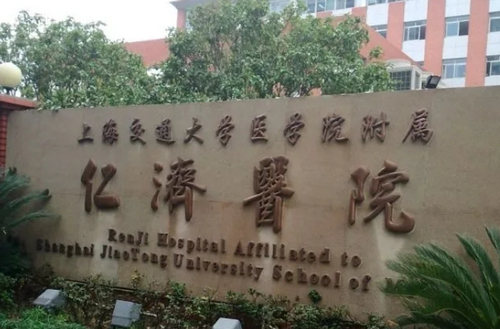 上海交通大学医学院附属
仁濟醫院
RenJi Hospital Affiliated to
Shanghai JiaoTong University School of